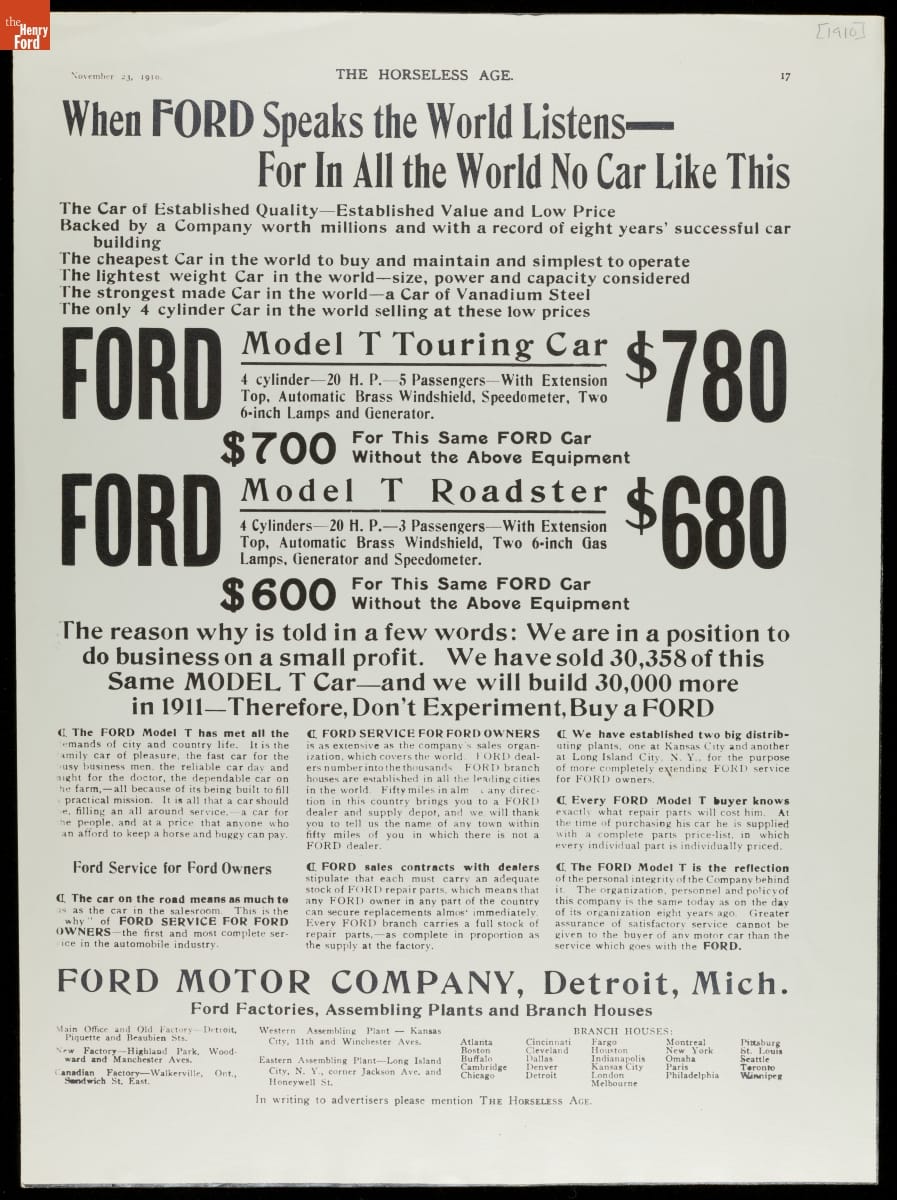 the
Henry
Ford
[1910]
November 23, 1910.
THE HORSELESS AGE.
17
When FORD Speaks the World Listens—
For In All the World No Car Like This
The Car of Established Quality—Established Value and Low Price
Backed by a Company worth millions and with a record of eight years' successful car
building
The cheapest Car in the world to buy and maintain and simplest to operate
The lightest weight Car in the world—size, power and capacity considered
The strongest made Car in the world—a Car of Vanadium Steel
The only 4 cylinder Car in the world selling at these low prices
FORD
Model T Touring Car
4 cylinder—20 H. P.—5 Passengers—With Extension
Top, Automatic Brass Windshield, Speedometer, Two
6-inch Lamps and Generator.
$780
$700
For This Same FORD Car
Without the Above Equipment
FORD
Model T Roadster
4 Cylinders—20 H. P.—3 Passengers—With Extension
Top, Automatic Brass Windshield, Two 6-inch Gas
Lamps, Generator and Speedometer.
$680
$600
For This Same FORD Car
Without the Above Equipment
The reason why is told in a few words: We are in a position to
do business on a small profit. We have sold 30,358 of this
Same MODEL T Car—and we will build 30,000 more
in 1911—Therefore, Don't Experiment, Buy a FORD
¶ The FORD Model T has met all the
emands of city and country life. It is the
amily car of pleasure, the fast car for the
usy business men, the reliable car day and
night for the doctor, the dependable car on
he farm,—all because of its being built to fill
practical mission. It is all that a car should
e, filling an all around service,—a car for
he people, and at a price that anyone who
an afford to keep a horse and buggy can pay.
Ford Service for Ford Owners
¶ The car on the road means as much to
us as the car in the salesroom. This is the
why" of FORD SERVICE FOR FORD
OWNERS—the first and most complete ser-
ice in the automobile industry.
¶ FORD SERVICE FOR FORD OWNERS
is as extensive as the company's sales organ-
ization, which covers the world. FORD deal-
ers number into the thousands FORD branch
houses are established in all the leading cities
in the world. Fifty miles in alm any direc-
tion in this country brings you to a FORD
dealer and supply depot, and we will thank
you to tell us the name of any town within
fifty miles of you in which there is not a
FORD dealer.
¶ FORD sales contracts with dealers
stipulate that each must carry an adequate
stock of FORD repair parts, which means that
any FORD owner in any part of the country
can secure replacements almost immediately.
Every FORD branch carries a full stock of
repair parts,—as complete in proportion as
the supply at the factory.
¶ We have established two big distrib-
uting plants, one at Kansas City and another
at Long Island City, N. Y., for the purpose
of more completely extending FORD service
for FORD owners.
¶ Every FORD Model T buyer knows
exactly what repair parts will cost him. At
the time of purchasing his car he is supplied
with a complete parts price-list, in which
every individual part is individually priced.
¶ The FORD Model T is the reflection
of the personal integrity of the Company behind
it. The organization, personnel and policy of
this company is the same today as on the day
of its organization eight years ago. Greater
assurance of satisfactory service cannot be
given to the buyer of any motor car than the
service which goes with the FORD.
FORD MOTOR COMPANY, Detroit, Mich.
Ford Factories, Assembling Plants and Branch Houses
Main Office and Old Factory—Detroit,
Piquette and Beaubien Sts.
New Factory—Highland Park, Wood-
ward and Manchester Aves.
Canadian Factory—Walkerville, Ont.,
Sandwich St, East.
Western Assembling Plant — Kansas
City, 11th and Winchester Aves.
Eastern Assembling Plant—Long Island
City, N. Y., corner Jackson Ave. and
Honeywell St.
BRANCH HOUSES:
Atlanta
Boston
Buffalo
Cambridge
Chicago
Cincinnati
Cleveland
Dallas
Denver
Detroit
Fargo
Houston
Indianapolis
Kansas City
London
Melbourne
Montreal
New York
Omaha
Paris
Philadelphia
Pittsburg
St. Louis
Seattle
Toronto
Winnipeg
In writing to advertisers please mention THE HORSELESS AGE.